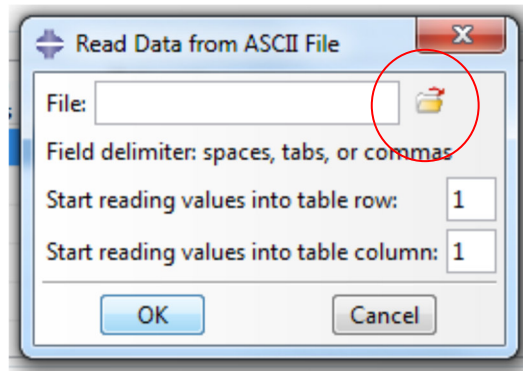 Read Data from ASCII File
File:
Field delimiter: spaces, tabs, or commas
Start reading values into table row: 1
Start reading values into table column: 1
OK Cancel